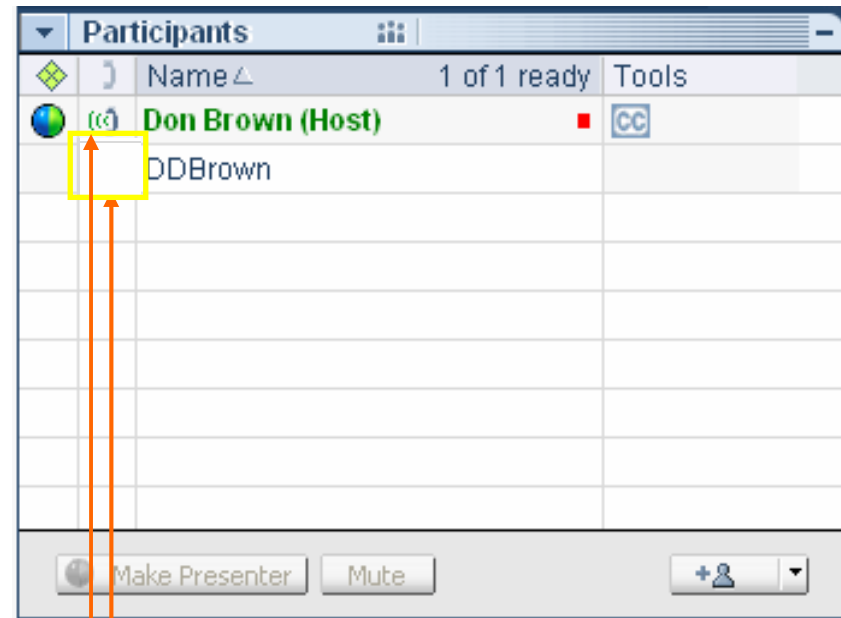 Participants
Name 1 of 1 ready Tools
Don Brown (Host) CC
DDBrown
Make Presenter Mute